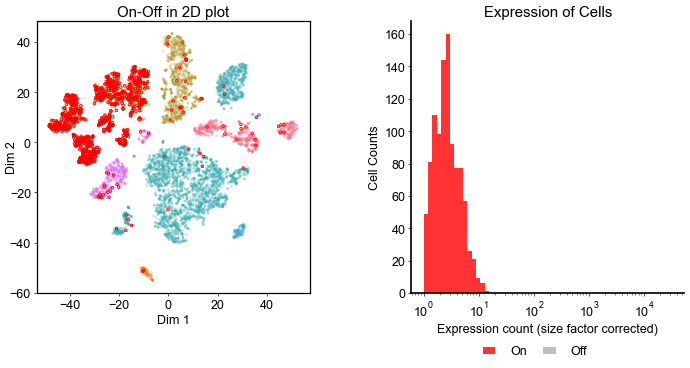 On-Off in 2D plot
40
20
0
−20
−40
−60
Dim 2
−40 −20 0 20 40
Dim 1
Expression of Cells
160
140
120
100
80
60
40
20
0
Cell Counts
10^0 10^1 10^2 10^3 10^4
Expression count (size factor corrected)
On Off